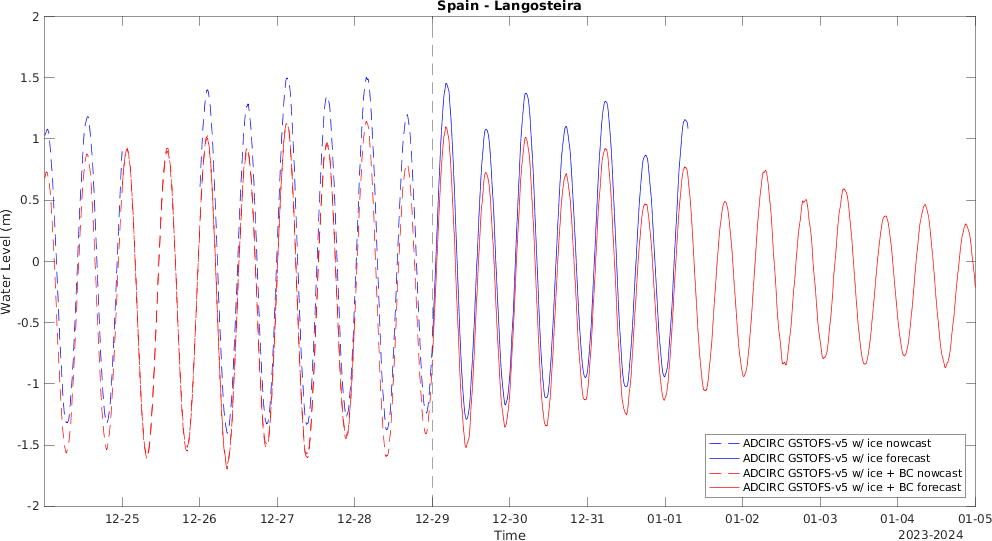 Spain - Langosteira
2
1.5
1
0.5
0
-0.5
-1
-1.5
-2
Water Level (m)
12-25 12-26 12-27 12-28 12-29 12-30 12-31 01-01 01-02 01-03 01-04 01-05
Time
2023-2024
ADCIRC GSTOFS-v5 w/ ice nowcast
ADCIRC GSTOFS-v5 w/ ice forecast
ADCIRC GSTOFS-v5 w/ ice + BC nowcast
ADCIRC GSTOFS-v5 w/ ice + BC forecast